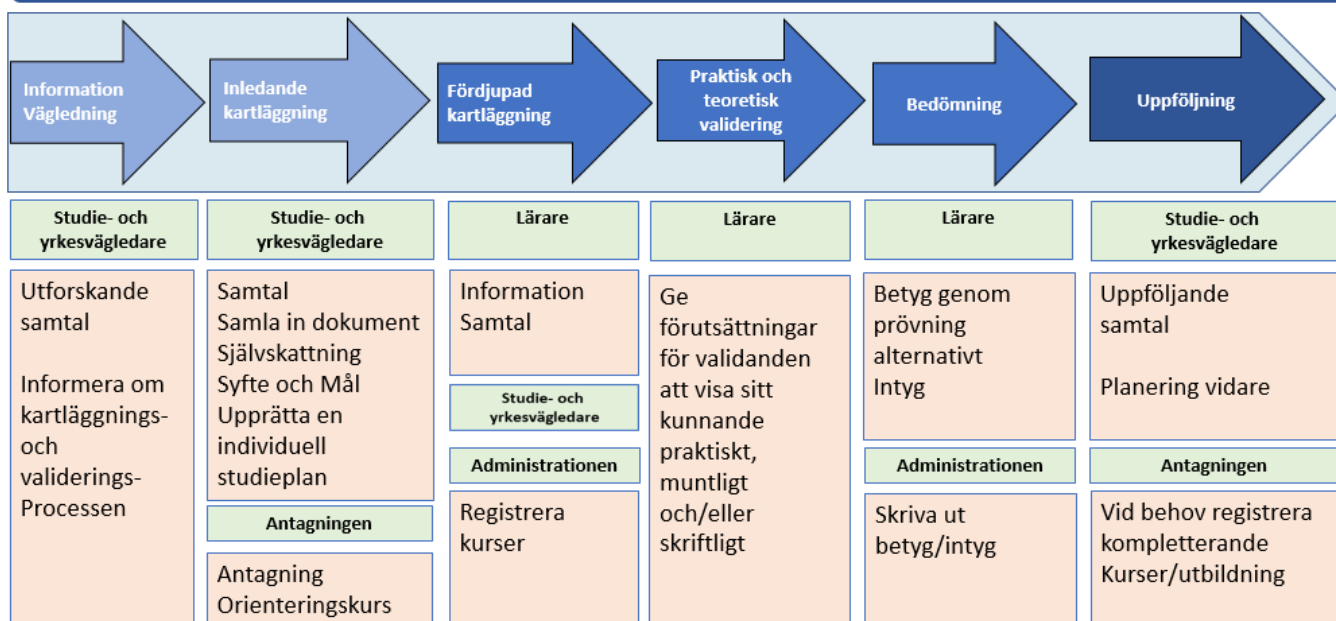 Information
Vägledning
Inledande
kartläggning
Fördjupad
kartläggning
Praktisk och
teoretisk
validering
Bedömning
Uppföljning
Studie- och
yrkesvägledare
Utforskande
samtal
Informera om
kartläggnings-
och
validerings-
Processen
Studie- och
yrkesvägledare
Samtal
Samla in dokument
Självskattning
Syfte och Mål
Upprätta en
individuell
studieplan
Antagningen
Antagning
Orienteringskurs
Lärare
Information
Samtal
Studie- och
yrkesvägledare
Administrationen
Registrera
kurser
Lärare
Ge
förutsättningar
för validanden
att visa sitt
kunnande
praktiskt,
muntligt
och/eller
skriftligt
Lärare
Betyg genom
prövning
alternativt
Intyg
Administrationen
Skriva ut
betyg/intyg
Studie- och
yrkesvägledare
Uppföljande
samtal
Planering vidare
Antagningen
Vid behov registrera
kompletterande
Kurser/utbildning